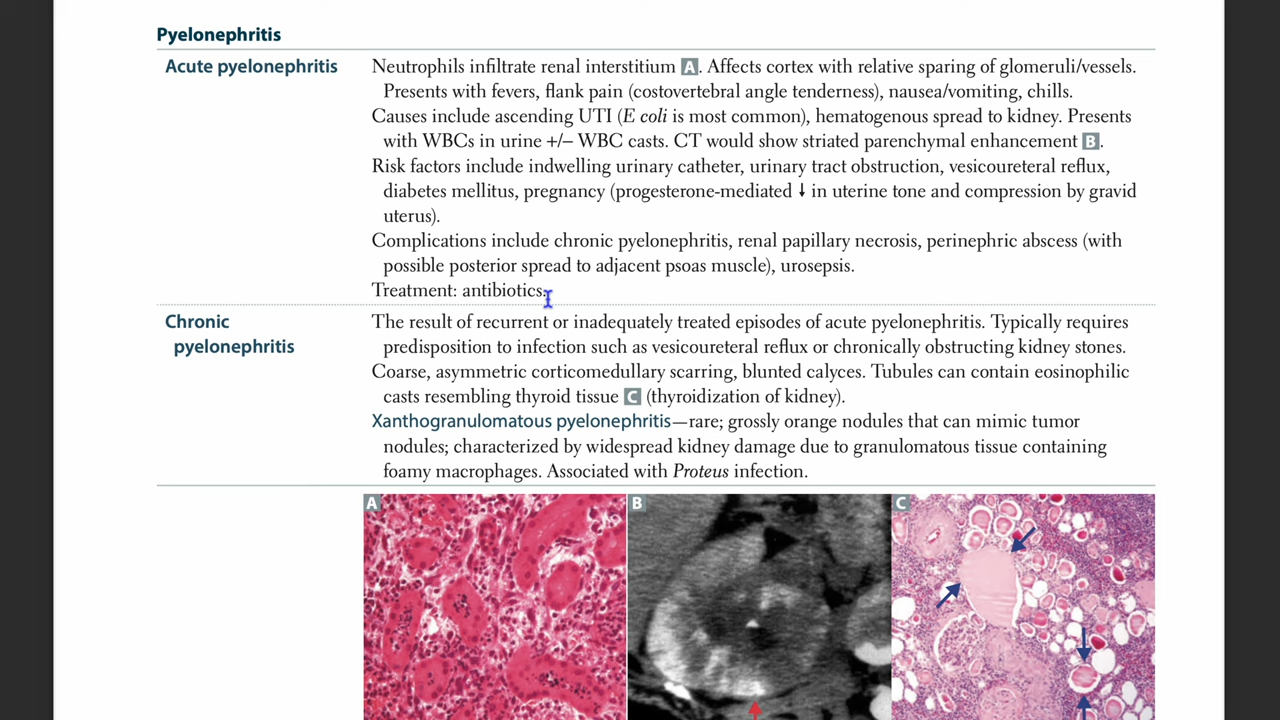 Pyelonephritis
Acute pyelonephritis
Neutrophils infiltrate renal interstitium A. Affects cortex with relative sparing of glomeruli/vessels.
Presents with fevers, flank pain (costovertebral angle tenderness), nausea/vomiting, chills.
Causes include ascending UTI (E coli is most common), hematogenous spread to kidney. Presents
with WBCs in urine +/– WBC casts. CT would show striated parenchymal enhancement B.
Risk factors include indwelling urinary catheter, urinary tract obstruction, vesicoureteral reflux,
diabetes mellitus, pregnancy (progesterone-mediated ↓ in uterine tone and compression by gravid
uterus).
Complications include chronic pyelonephritis, renal papillary necrosis, perinephric abscess (with
possible posterior spread to adjacent psoas muscle), urosepsis.
Treatment: antibiotics.
Chronic
pyelonephritis
The result of recurrent or inadequately treated episodes of acute pyelonephritis. Typically requires
predisposition to infection such as vesicoureteral reflux or chronically obstructing kidney stones.
Coarse, asymmetric corticomedullary scarring, blunted calyces. Tubules can contain eosinophilic
casts resembling thyroid tissue C (thyroidization of kidney).
Xanthogranulomatous pyelonephritis—rare; grossly orange nodules that can mimic tumor
nodules; characterized by widespread kidney damage due to granulomatous tissue containing
foamy macrophages. Associated with Proteus infection.
A
B
C